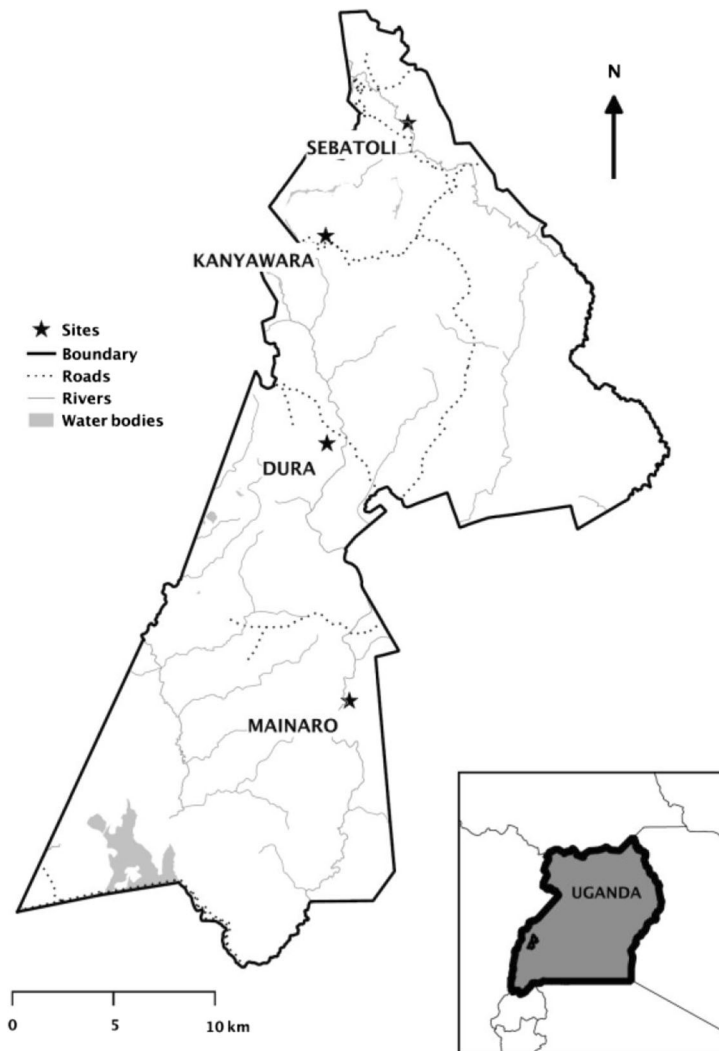 N
SEBATOLI
KANYAWARA
Sites
Boundary
Roads
Rivers
Water bodies
DURA
MAINARO
UGANDA
0 5 10 km